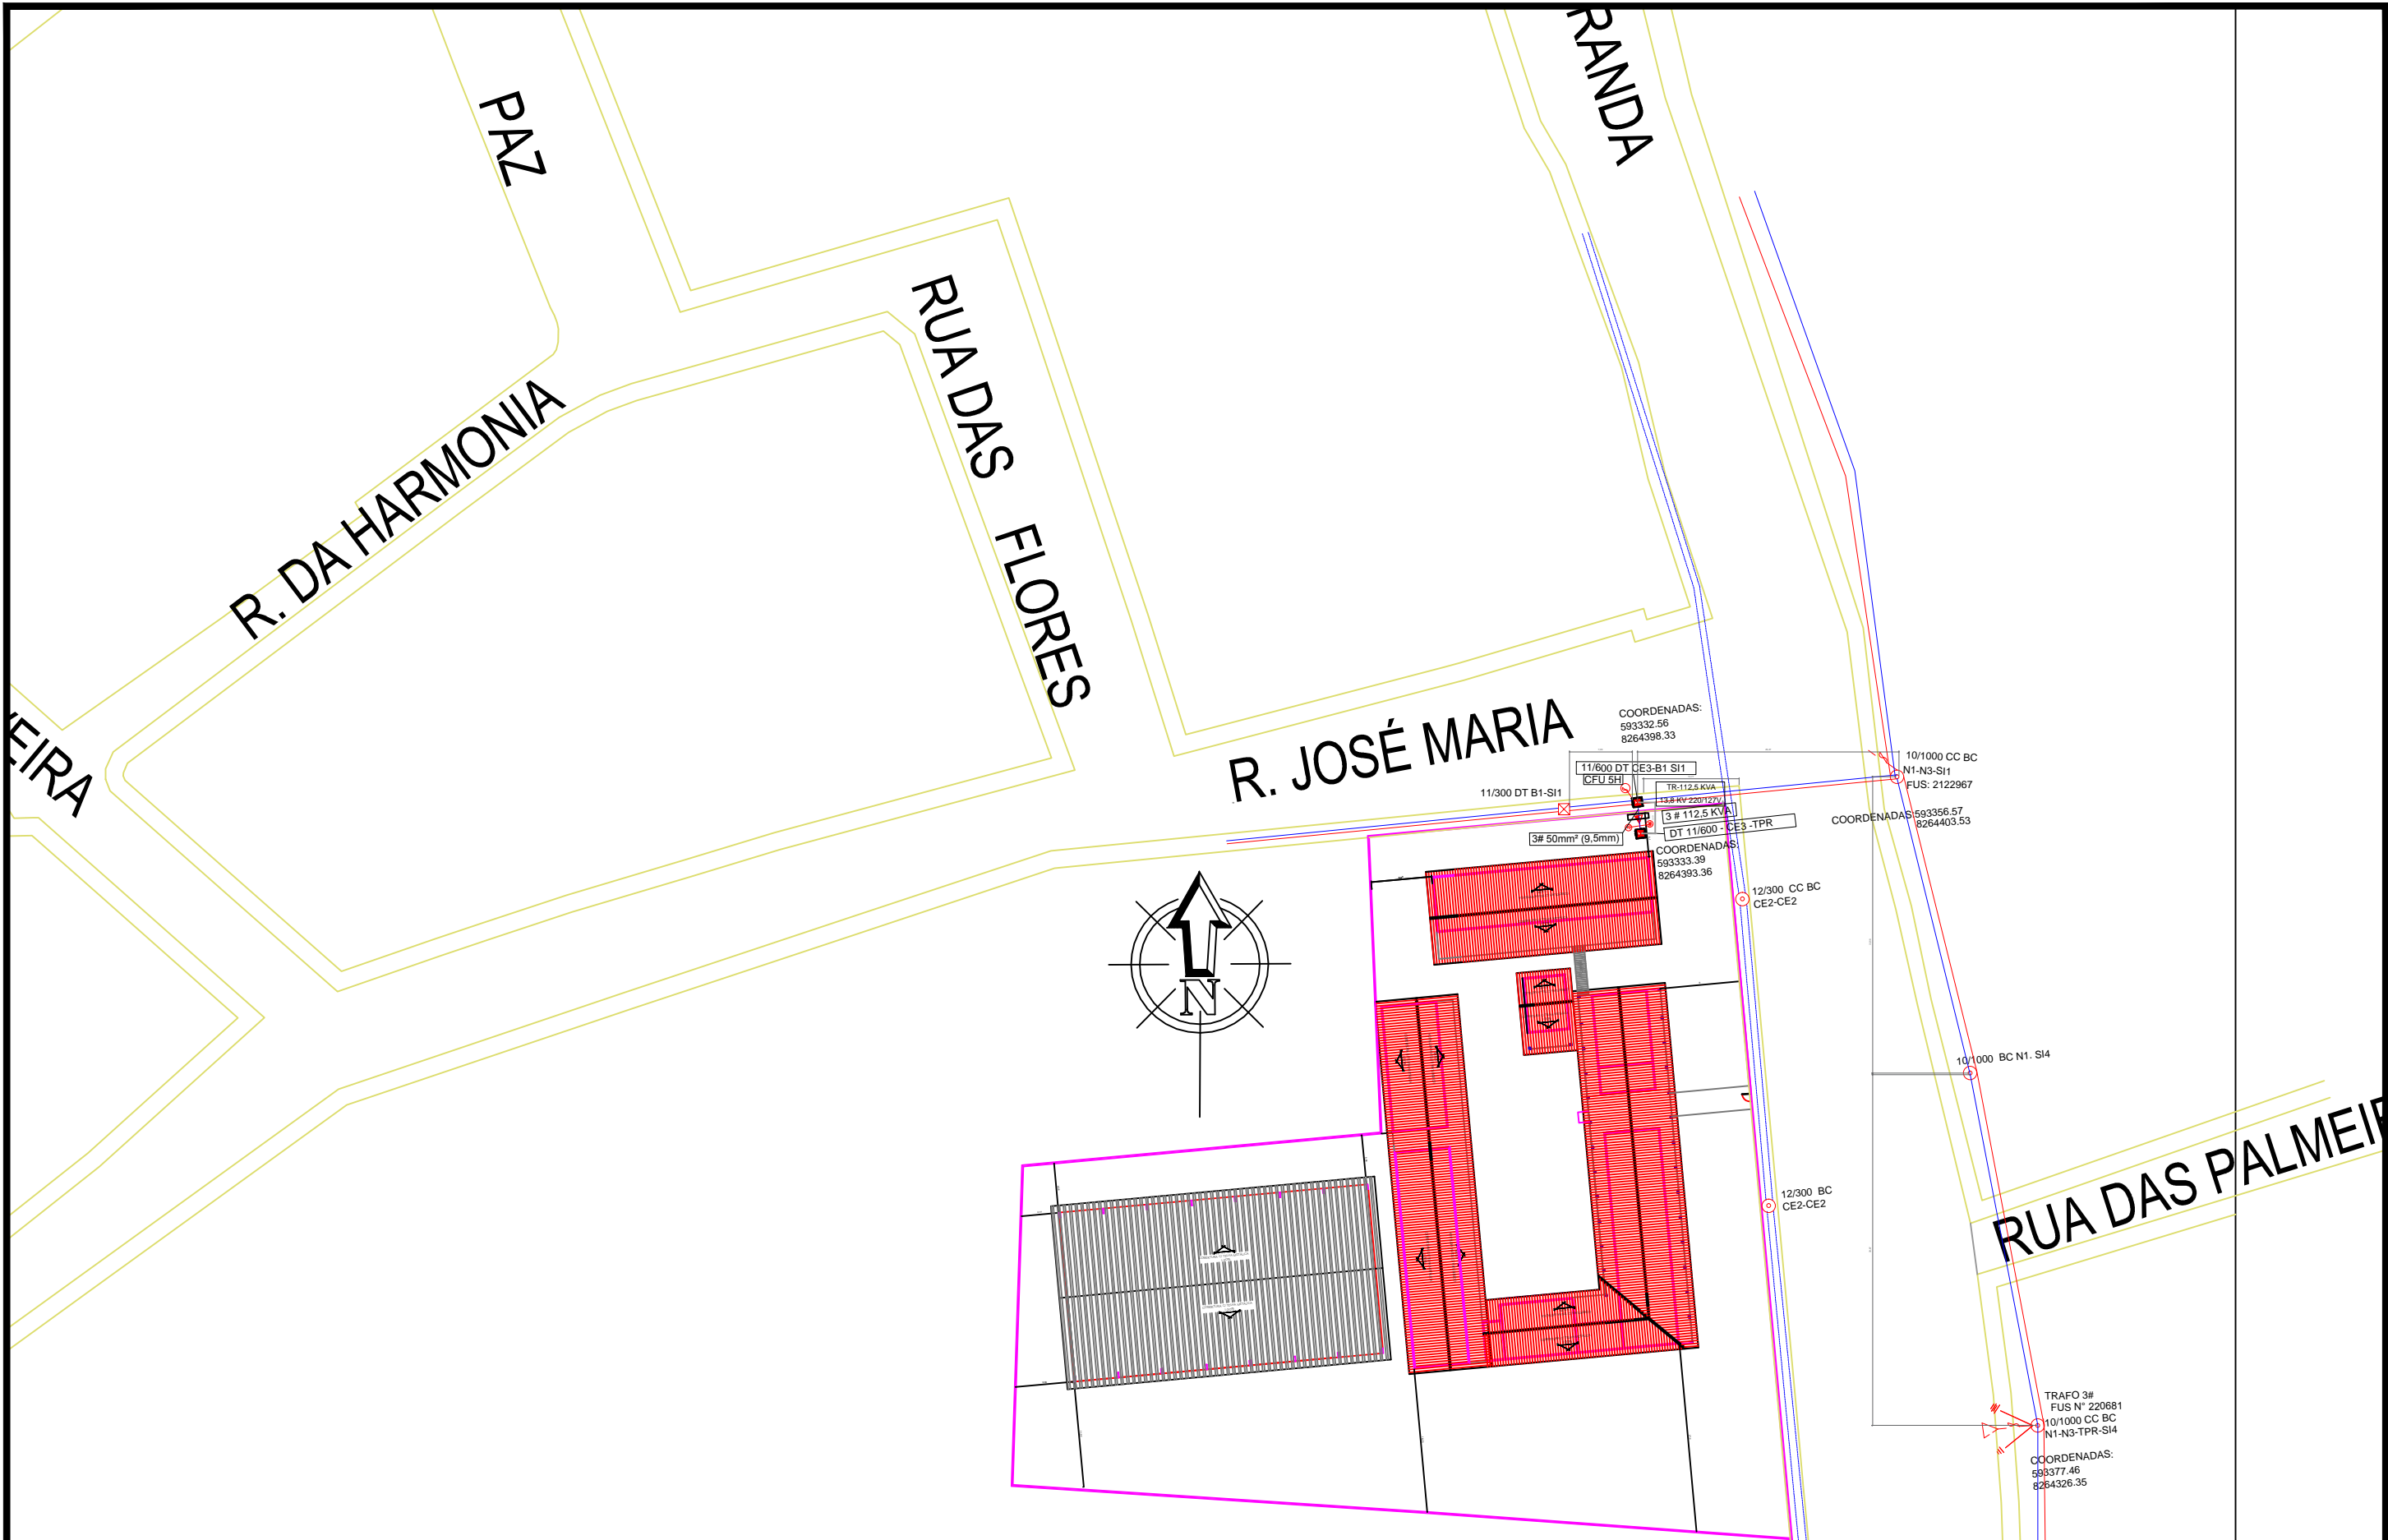 PAZ
RANDA
RUA DAS
FLORES
R. DA HARMONIA
EIRA
R. JOSÉ MARIA
COORDENADAS:
593332.56
8264398.33
11/600 DT CE3-B1 SI1
CFU 5H
11/300 DT B1-SI1
TR-112,5 KVA
13,8 KV 220/127V
3 # 112,5 KVA
DT 11/600 - CE3 -TPR
3# 50mm² (9,5mm)
COORDENADAS:
593333.39
8264393.36
10/1000 CC BC
N1-N3-SI1
FUS: 2122967
COORDENADAS:593356.57
8264403.53
12/300 CC BC
CE2-CE2
N
10/1000 BC N1. SI4
12/300 BC
CE2-CE2
RUA DAS PALMEI
TRAFO 3#
FUS N° 220681
10/1000 CC BC
N1-N3-TPR-SI4
COORDENADAS:
593377.46
8264326.35